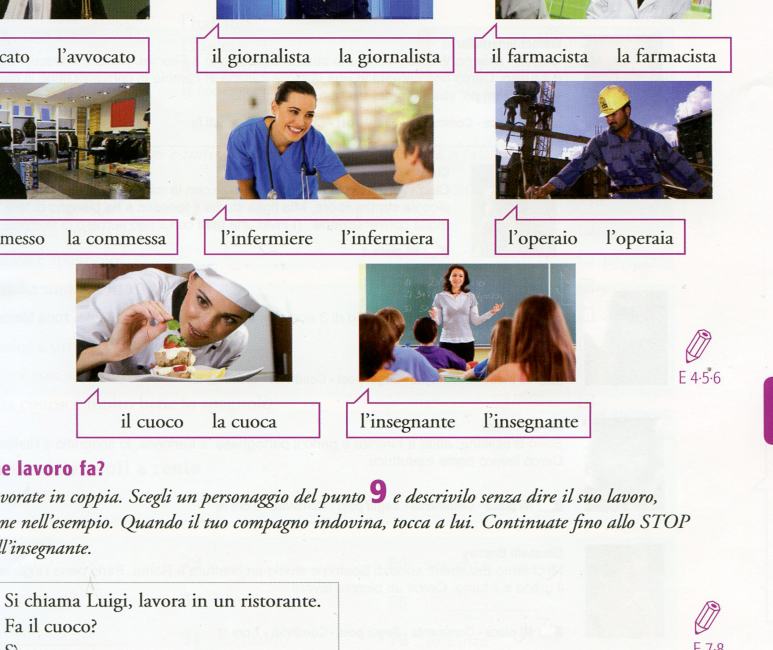 cato l'avvocato
il giornalista la giornalista
il farmacista la farmacista
messo la commessa
l'infermiere l'infermiera
l'operaio l'operaia
il cuoco la cuoca
l'insegnante l'insegnante
E 4·5·6
e lavoro fa?
vorate in coppia. Scegli un personaggio del punto 9 e descrivilo senza dire il suo lavoro,
me nell'esempio. Quando il tuo compagno indovina, tocca a lui. Continuate fino allo STOP
ll'insegnante.
Si chiama Luigi, lavora in un ristorante.
Fa il cuoco?
E 7·8